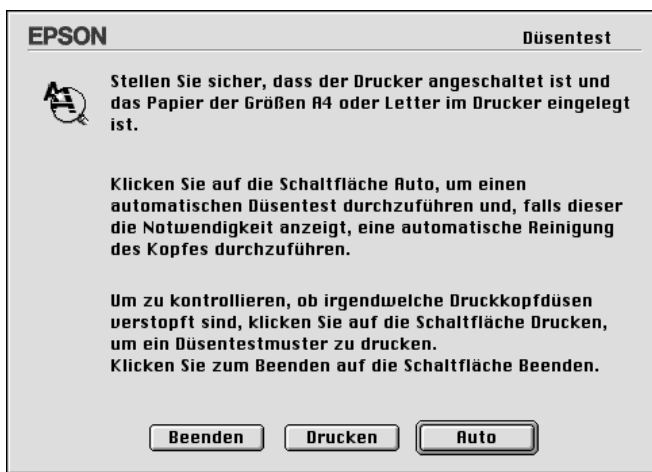 EPSON
Düsentest
Stellen Sie sicher, dass der Drucker angeschaltet ist und
das Papier der Größen A4 oder Letter im Drucker eingelegt
ist.
Klicken Sie auf die Schaltfläche Auto, um einen
automatischen Düsentest durchzuführen und, falls dieser
die Notwendigkeit anzeigt, eine automatische Reinigung
des Kopfes durchzuführen.
Um zu kontrollieren, ob irgendwelche Druckkopfdüsen
verstopft sind, klicken Sie auf die Schaltfläche Drucken,
um ein Düsentestmuster zu drucken.
Klicken Sie zum Beenden auf die Schaltfläche Beenden.
Beenden
Drucken
Auto